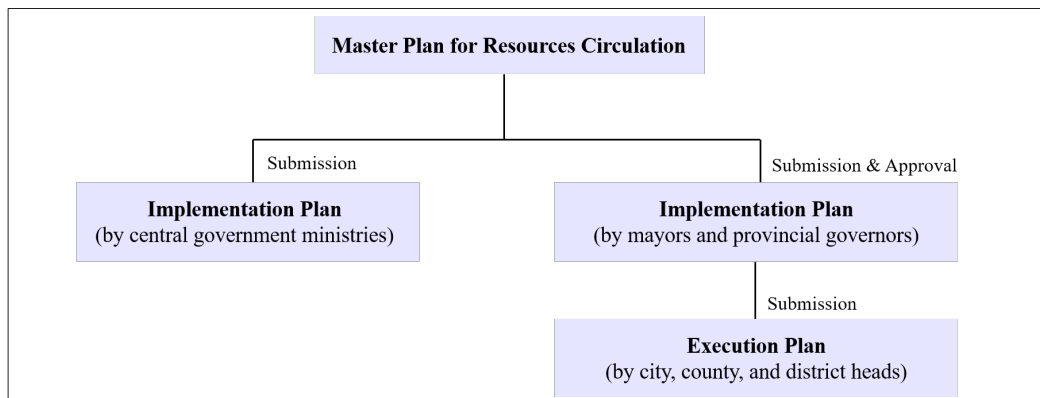 Master Plan for Resources Circulation
Submission
Submission & Approval
Implementation Plan
(by central government ministries)
Implementation Plan
(by mayors and provincial governors)
Submission
Execution Plan
(by city, county, and district heads)